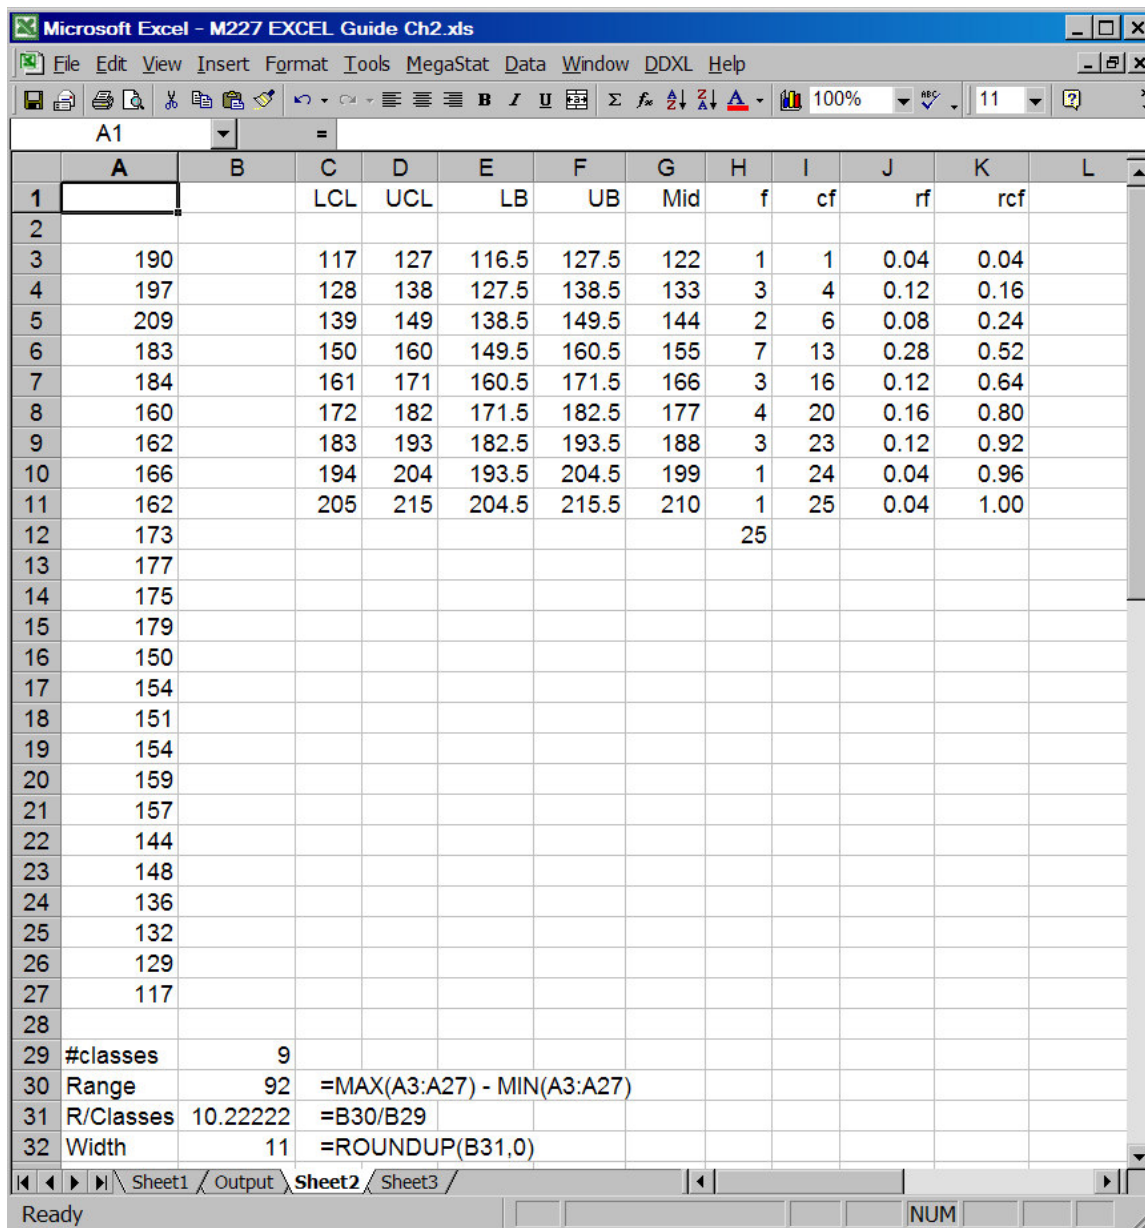 Microsoft Excel - M227 EXCEL Guide Ch2.xls
File Edit View Insert Format Tools MegaStat Data Window DDXL Help
B I U Σ fx 100% ABC 11
A1 =
A B C D E F G H I J K L
1 LCL UCL LB UB Mid f cf rf rcf
2
3 190 117 127 116.5 127.5 122 1 1 0.04 0.04
4 197 128 138 127.5 138.5 133 3 4 0.12 0.16
5 209 139 149 138.5 149.5 144 2 6 0.08 0.24
6 183 150 160 149.5 160.5 155 7 13 0.28 0.52
7 184 161 171 160.5 171.5 166 3 16 0.12 0.64
8 160 172 182 171.5 182.5 177 4 20 0.16 0.80
9 162 183 193 182.5 193.5 188 3 23 0.12 0.92
10 166 194 204 193.5 204.5 199 1 24 0.04 0.96
11 162 205 215 204.5 215.5 210 1 25 0.04 1.00
12 173 25
13 177
14 175
15 179
16 150
17 154
18 151
19 154
20 159
21 157
22 144
23 148
24 136
25 132
26 129
27 117
28
29 #classes 9
30 Range 92 =MAX(A3:A27) - MIN(A3:A27)
31 R/Classes 10.22222 =B30/B29
32 Width 11 =ROUNDUP(B31,0)
Sheet1 / Output \ Sheet2 / Sheet3 /
Ready NUM